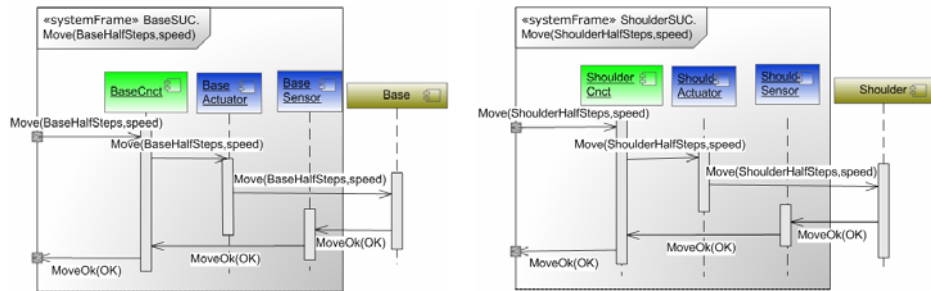 «systemFrame» BaseSUC.
Move(BaseHalfSteps,speed)
BaseCnct
Base
Actuator
Base
Sensor
Base
Move(BaseHalfSteps,speed)
Move(BaseHalfSteps,speed)
Move(BaseHalfSteps,speed)
MoveOk(OK)
MoveOk(OK)
MoveOk(OK)
«systemFrame» ShoulderSUC.
Move(ShoulderHalfSteps,speed)
Shoulder
Cnct
Should
Actuator
Should
Sensor
Shoulder
Move(ShoulderHalfSteps,speed)
Move(ShoulderHalfSteps,speed)
Move(ShoulderHalfSteps,speed)
MoveOk(OK)
MoveOk(OK)
MoveOk(OK)